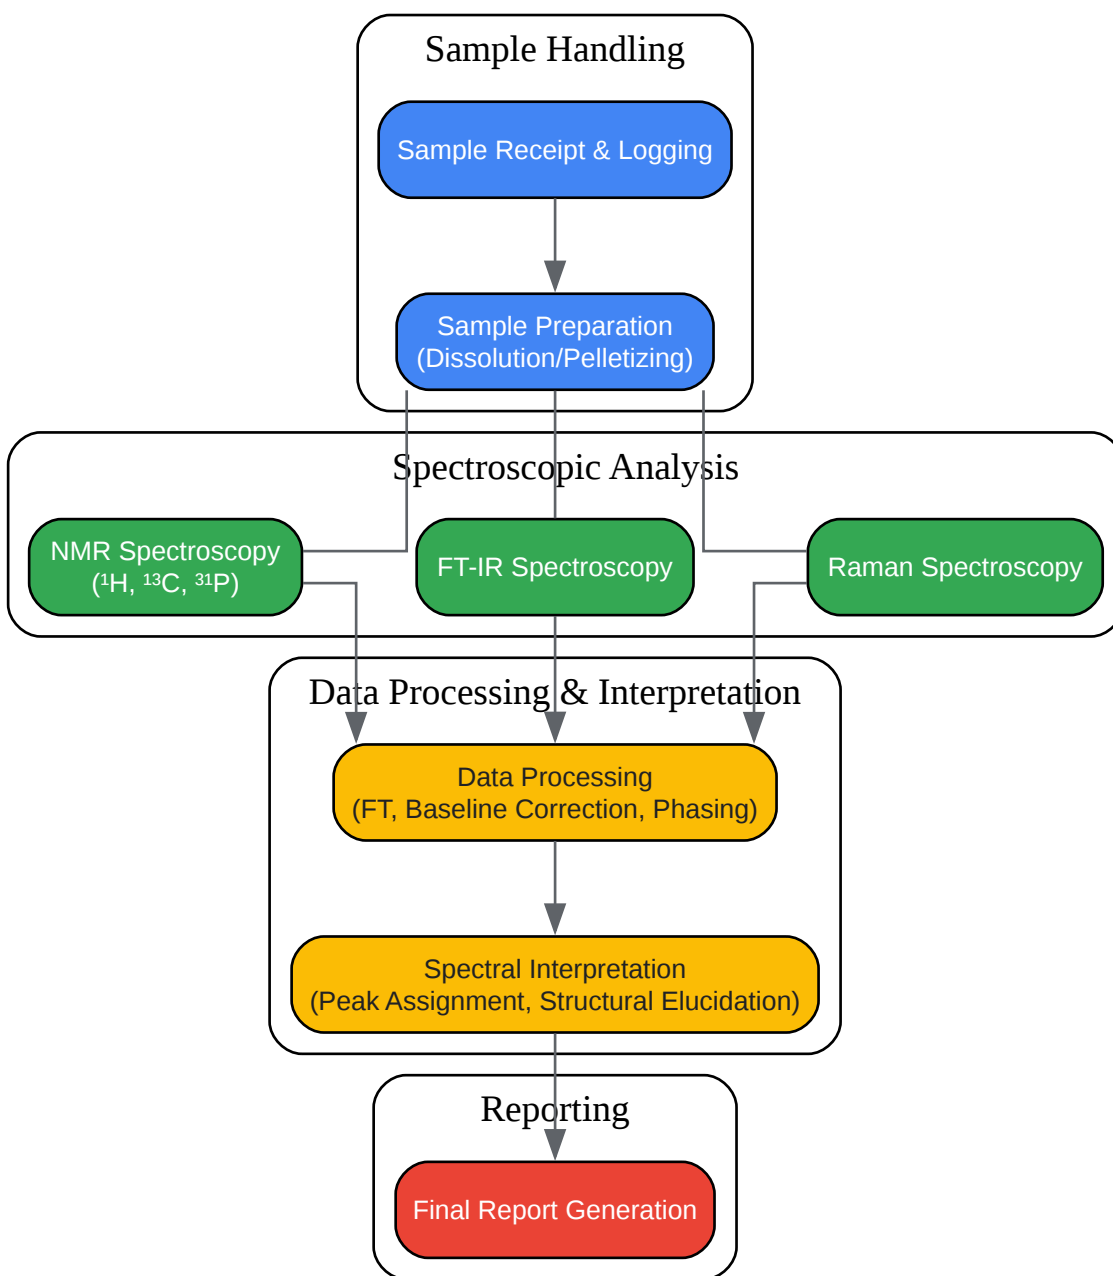 Sample Handling
Sample Receipt & Logging
Sample Preparation
(Dissolution/Pelletizing)
Spectroscopic Analysis
NMR Spectroscopy
(¹H, ¹³C, ³¹P)
FT-IR Spectroscopy
Raman Spectroscopy
Data Processing & Interpretation
Data Processing
(FT, Baseline Correction, Phasing)
Spectral Interpretation
(Peak Assignment, Structural Elucidation)
Reporting
Final Report Generation